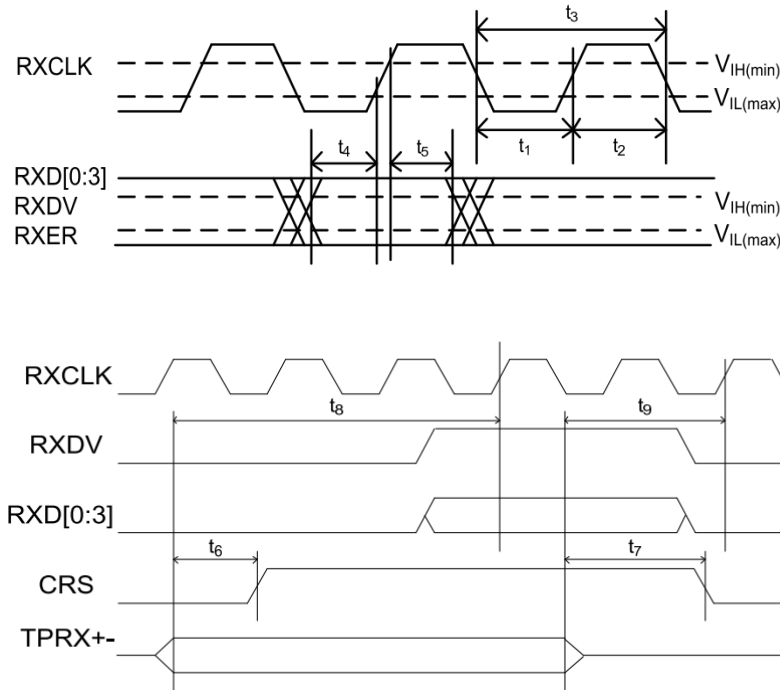 t3
RXCLK
VIH(min)
VIL(max)
t4
t5
t1
t2
RXD[0:3]
RXDV
VIH(min)
RXER
VIL(max)
RXCLK
t8
t9
RXDV
RXD[0:3]
t6
t7
CRS
TPRX+-